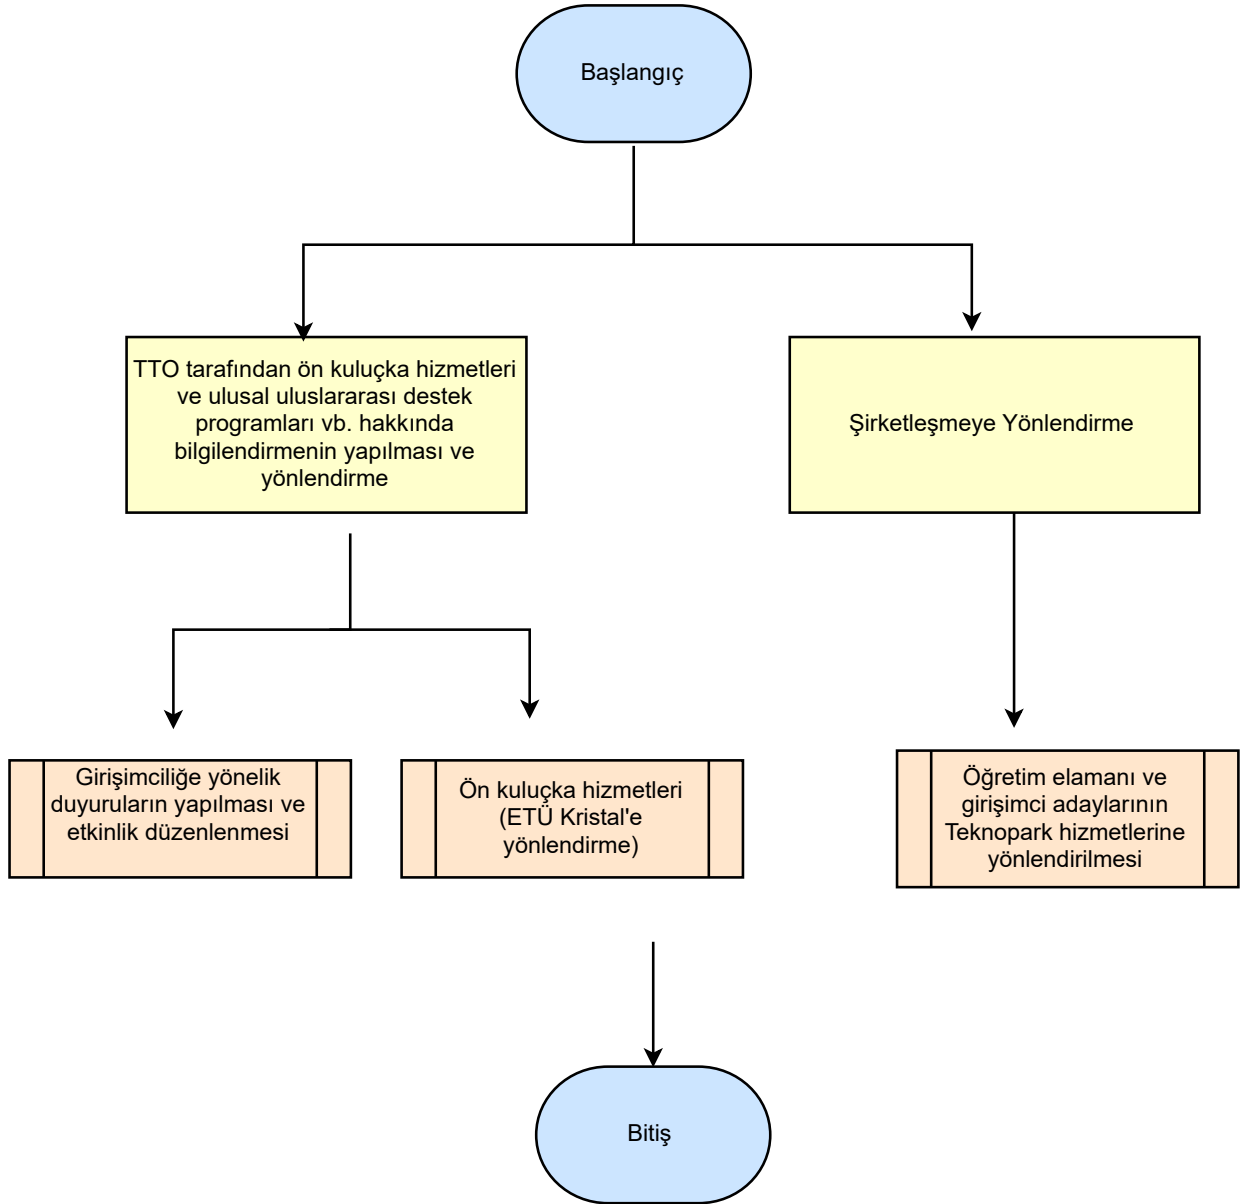 Başlangıç
TTO tarafından ön kuluçka hizmetleri
ve ulusal uluslararası destek
programları vb. hakkında
bilgilendirmenin yapılması ve
yönlendirme
Şirketleşmeye Yönlendirme
Girişimciliğe yönelik
duyuruların yapılması ve
etkinlik düzenlenmesi
Ön kuluçka hizmetleri
(ETÜ Kristal'e
yönlendirme)
Öğretim elamanı ve
girişimci adaylarının
Teknopark hizmetlerine
yönlendirilmesi
Bitiş